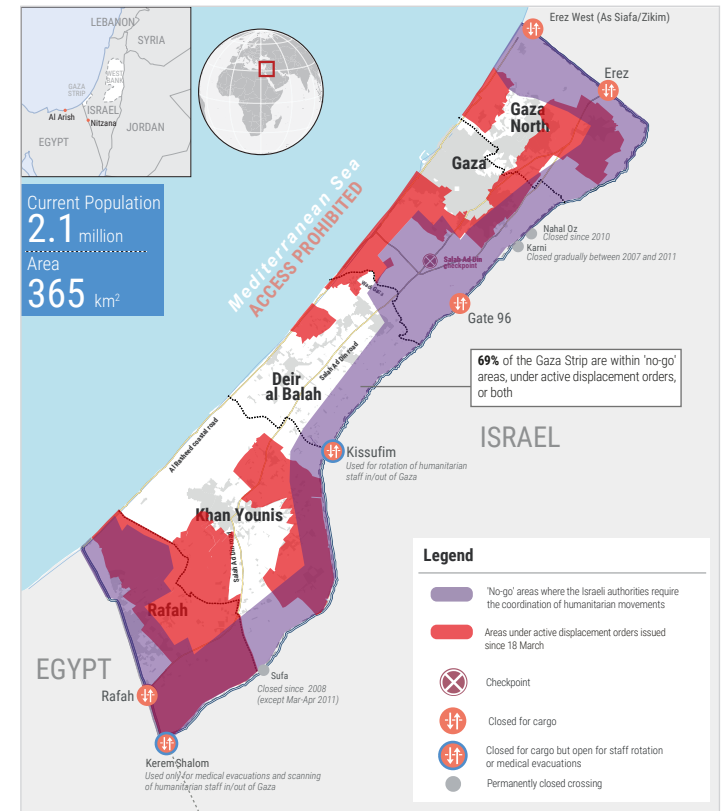 LEBANON
SYRIA
WEST
BANK
GAZA
STRIP
Al Arish
ISRAEL
Nitzana
JORDAN
EGYPT
Current Population
2.1 million
Area
365 km²
Mediterranean Sea
ACCESS PROHIBITED
Erez West (As Siafa/Zikim)
Erez
Gaza
North
Gaza
Nahal Oz
Closed since 2010
Karni
Closed gradually between 2007 and 2011
Salah Ad Din
checkpoint
Wadi Gaza
Gate 96
69% of the Gaza Strip are within 'no-go'
areas, under active displacement orders,
or both
Salah Ad Din road
Deir
al Balah
ISRAEL
Al Rasheed coastal road
Kissufim
Used for rotation of humanitarian
staff in/out of Gaza
Khan Younis
Salah Ad Din road
Rafah
EGYPT
Rafah
Sufa
Closed since 2008
(except Mar-Apr 2011)
Kerem Shalom
Used only for medical evacuations and scanning
of humanitarian staff in/out of Gaza
Legend
'No-go' areas where the Israeli authorities require
the coordination of humanitarian movements
Areas under active displacement orders issued
since 18 March
Checkpoint
Closed for cargo
Closed for cargo but open for staff rotation
or medical evacuations
Permanently closed crossing